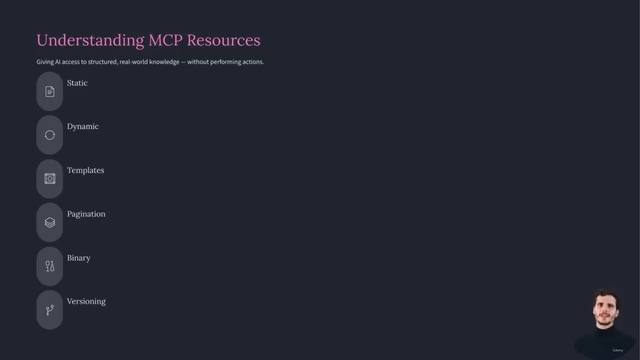 Understanding MCP Resources
Giving AI access to structured, real-world knowledge — without performing actions.
Static
Dynamic
Templates
Pagination
Binary
Versioning
Udemy